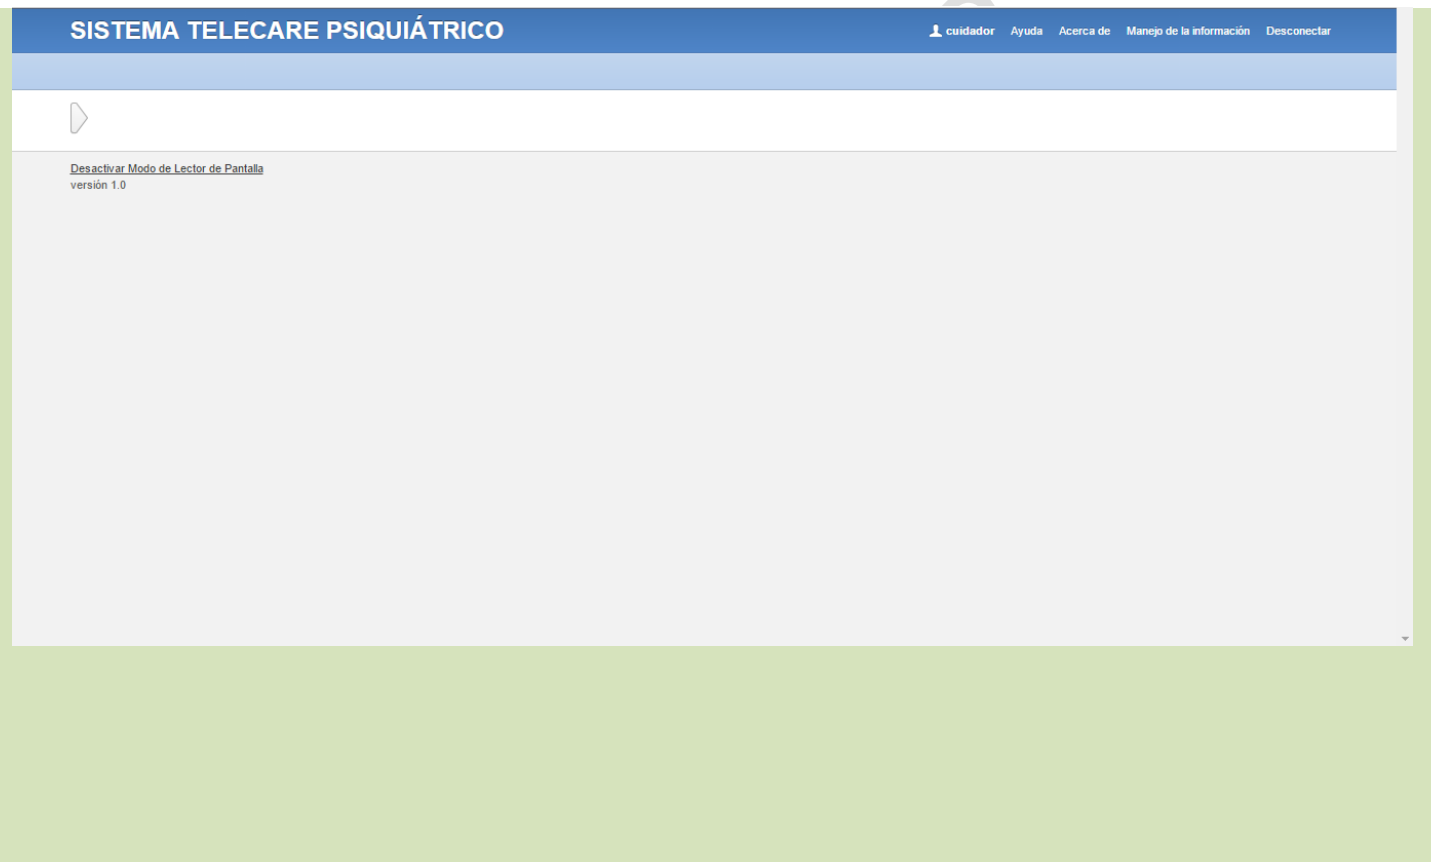 SISTEMA TELECARE PSIQUIÁTRICO
cuidador Ayuda Acerca de Manejo de la información Desconectar
Desactivar Modo de Lector de Pantalla
versión 1.0